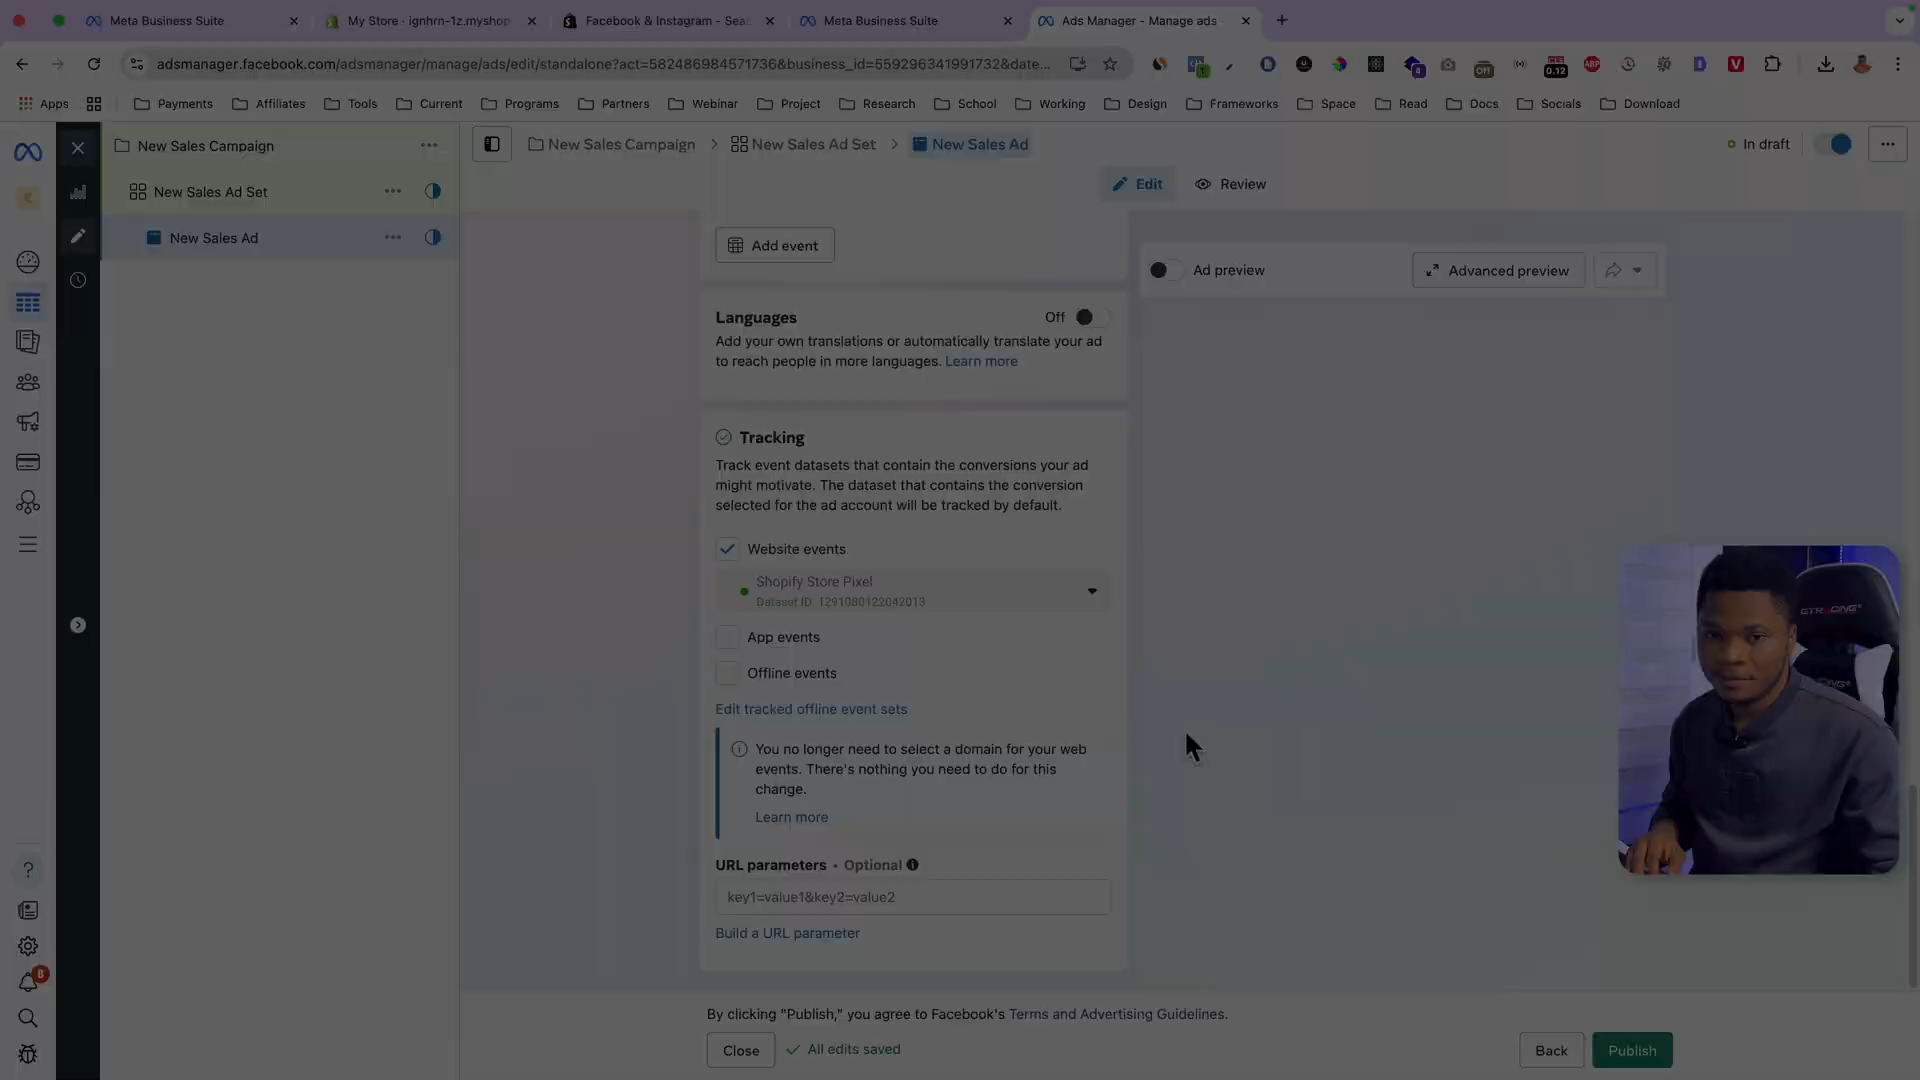 Meta Business Suite
My Store · ignhrn-1z.myshop
Facebook & Instagram - Sea
Meta Business Suite
Ads Manager - Manage ads
adsmanager.facebook.com/adsmanager/manage/ads/edit/standalone?act=582486984571736&business_id=559296341991732&date...
1
4
Off
0.12
ABP
Apps
Payments
Affiliates
Tools
Current
Programs
Partners
Webinar
Project
Research
School
Working
Design
Frameworks
Space
Read
Docs
Socials
Download
New Sales Campaign
New Sales Ad Set
New Sales Ad
New Sales Campaign > New Sales Ad Set > New Sales Ad
In draft
Edit
Review
Add event
Ad preview
Advanced preview
Languages
Off
Add your own translations or automatically translate your ad
to reach people in more languages. Learn more
Tracking
Track event datasets that contain the conversions your ad
might motivate. The dataset that contains the conversion
selected for the ad account will be tracked by default.
Website events
Shopify Store Pixel
Dataset ID: 1291080122042013
App events
Offline events
Edit tracked offline event sets
You no longer need to select a domain for your web
events. There's nothing you need to do for this
change.
Learn more
URL parameters • Optional
key1=value1&key2=value2
Build a URL parameter
8
By clicking "Publish," you agree to Facebook's Terms and Advertising Guidelines.
Close
All edits saved
Back
Publish